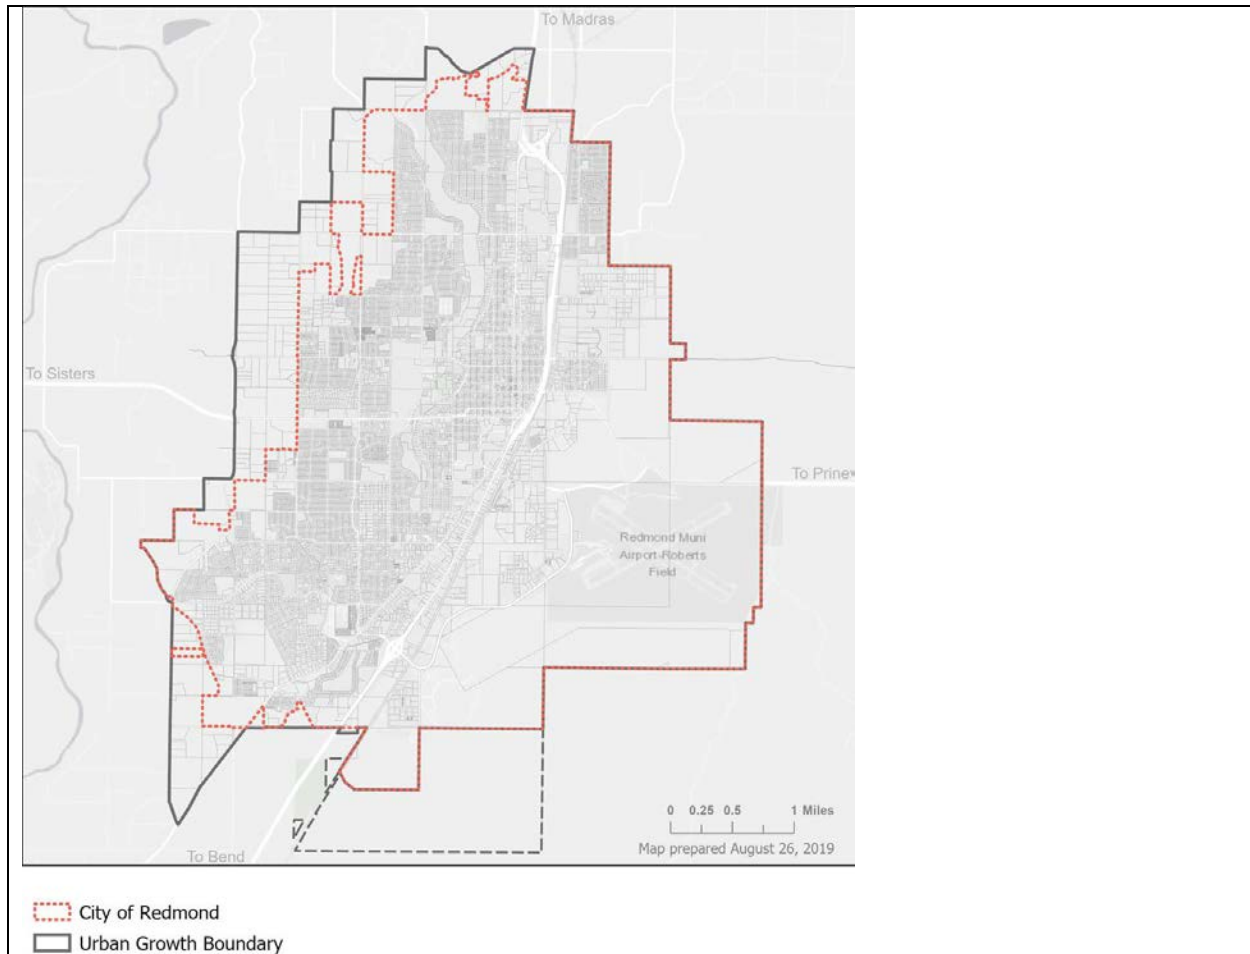 To Madras
To Sisters
To Prinev
Redmond Muni
Airport-Roberts
Field
0 0.25 0.5 1 Miles
Map prepared August 26, 2019
To Bend
City of Redmond
Urban Growth Boundary